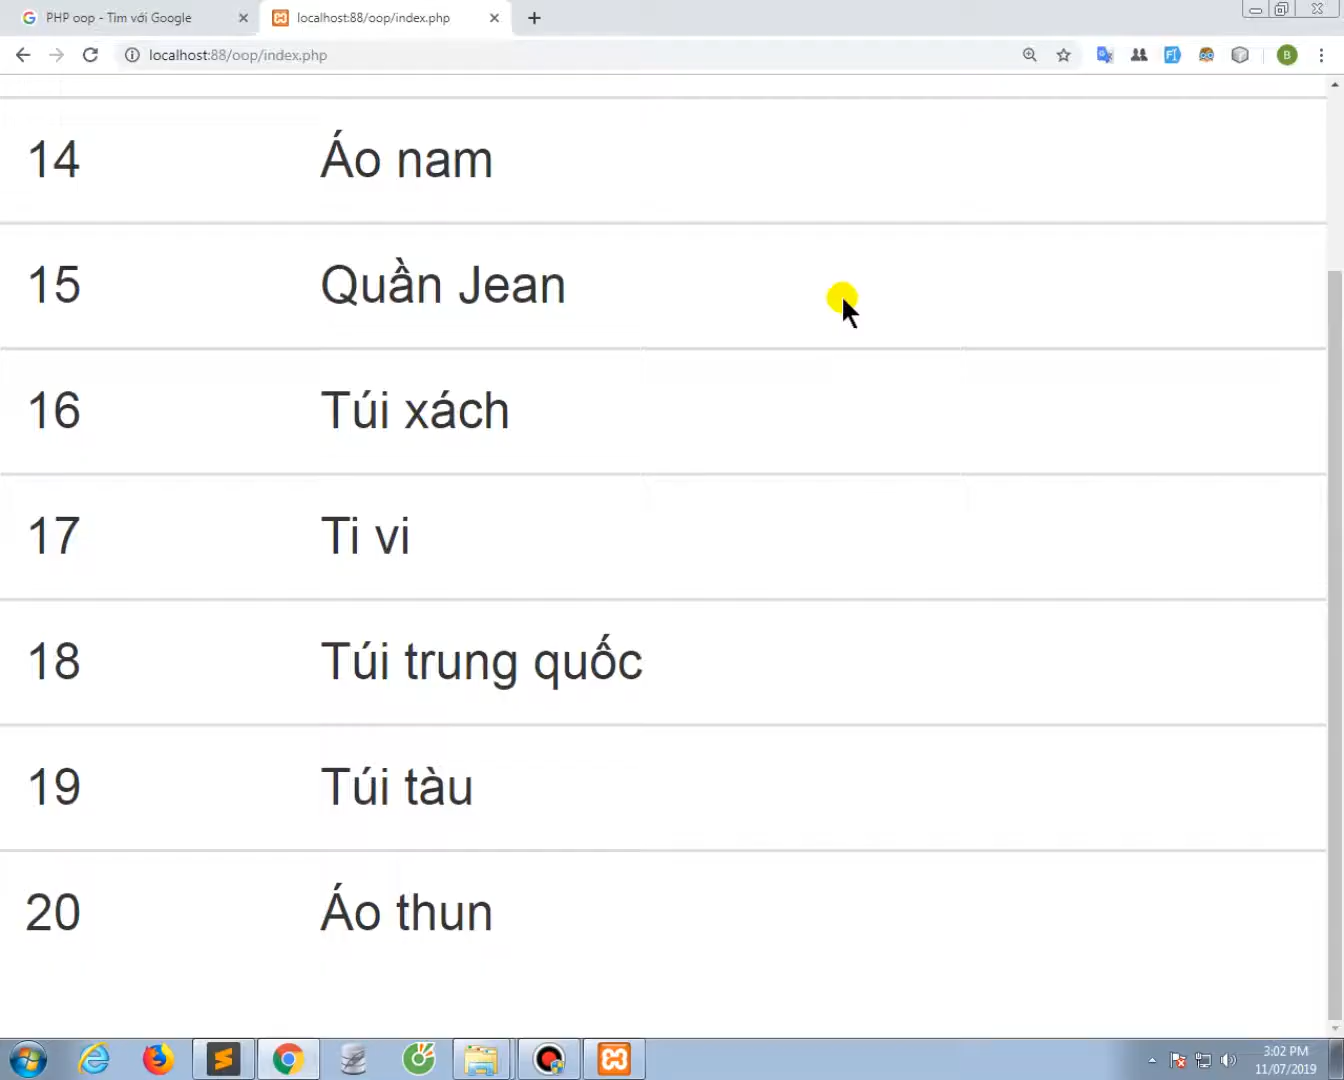 PHP oop - Tìm với Google
localhost:88/oop/index.php
localhost:88/oop/index.php
B
14 Áo nam
15 Quần Jean
16 Túi xách
17 Ti vi
18 Túi trung quốc
19 Túi tàu
20 Áo thun
3:02 PM
11/07/2019